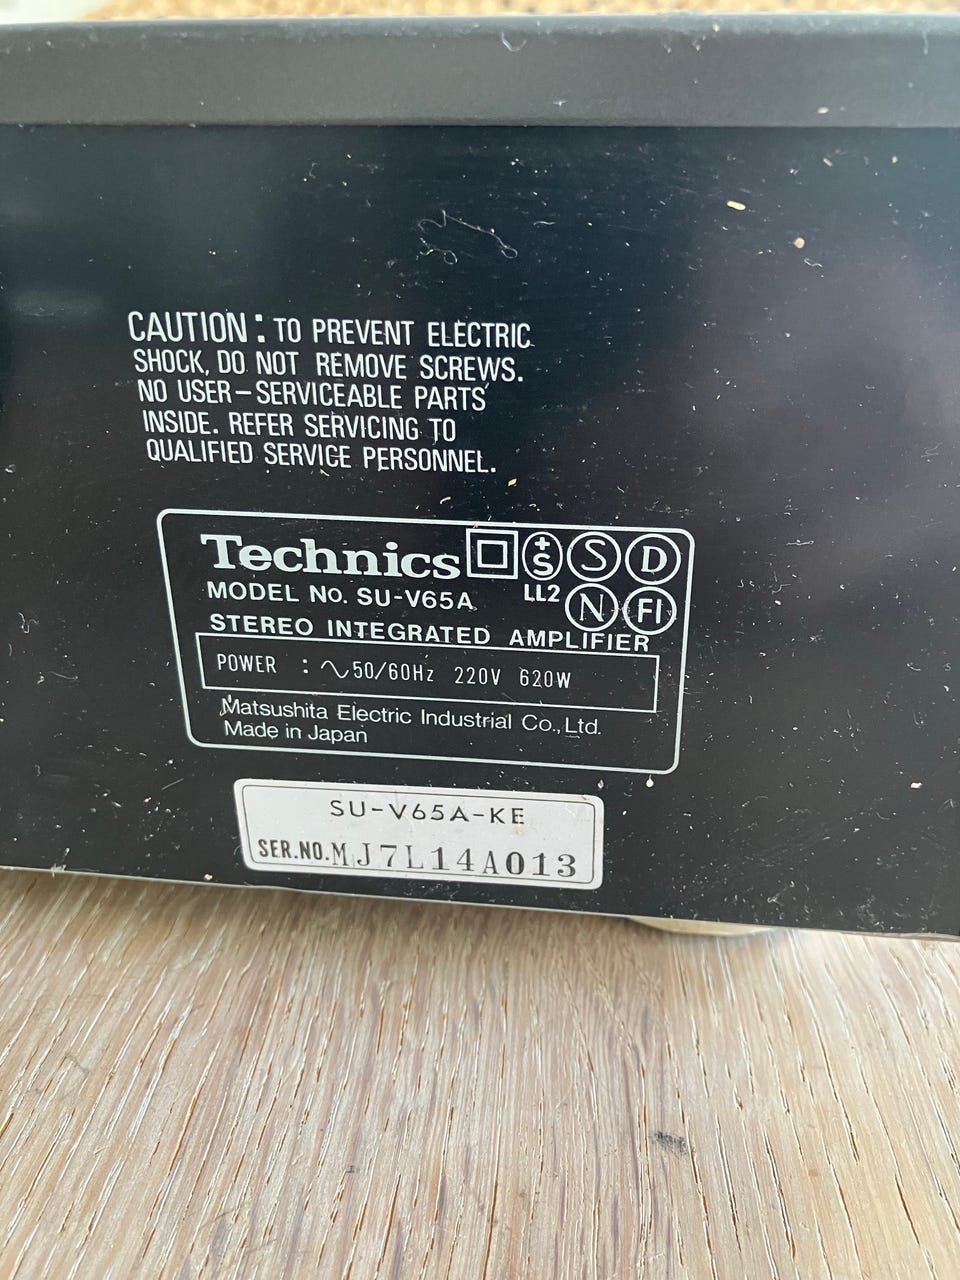 CAUTION : TO PREVENT ELECTRIC
SHOCK, DO NOT REMOVE SCREWS.
NO USER-SERVICEABLE PARTS
INSIDE. REFER SERVICING TO
QUALIFIED SERVICE PERSONNEL.
Technics +S S D
MODEL No. SU-V65A LL2 N FI
STEREO INTEGRATED AMPLIFIER
POWER : ∿50/60Hz 220V 620W
Matsushita Electric Industrial Co., Ltd.
Made in Japan
SU-V65A-KE
SER.NO.MJ7L14A013